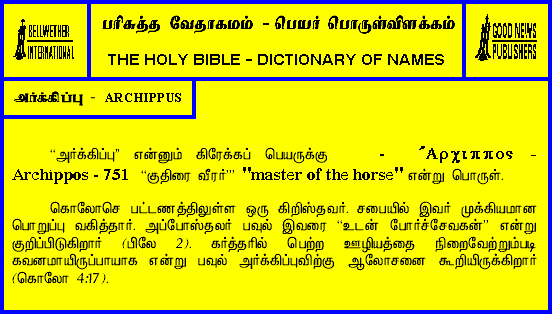 BELLWETHER
INTERNATIONAL
பரிசுத்த வேதாகமம் - பெயர் பொருள்விளக்கம்
THE HOLY BIBLE - DICTIONARY OF NAMES
GOOD NEWS
PUBLISHERS
அர்க்கிப்பு - ARCHIPPUS
“அர்க்கிப்பு” என்னும் கிரேக்கப் பெயருக்கு - ῎Αρχιππος -
Archippos - 751 “குதிரை வீரர்’” "master of the horse" என்று பொருள்.
கொலோசெ பட்டணத்திலுள்ள ஒரு கிறிஸ்தவர். சபையில் இவர் முக்கியமான
பொறுப்பு வகித்தார். அப்போஸ்தலர் பவுல் இவரை “உடன் போர்ச்சேவகன்” என்று
குறிப்பிடுகிறார் (பிலே 2). கர்த்தரில் பெற்ற ஊழியத்தை நிறைவேற்றும்படி
கவனமாயிருப்பாயாக என்று பவுல் அர்க்கிப்புவிற்கு ஆலோசனை கூறியிருக்கிறார்
(கொலோ 4:17).